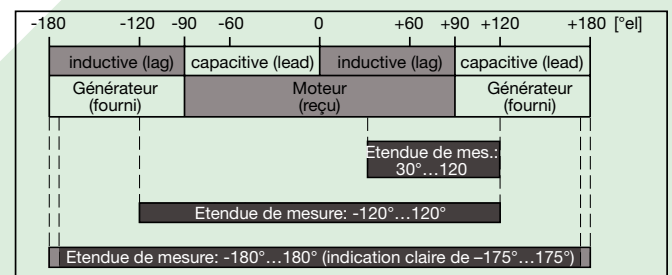 -180 -120 -90 -60 0 +60 +90 +120 +180 [°el]
inductive (lag) capacitive (lead) inductive (lag) capacitive (lead)
Générateur Moteur Générateur
(fourni) (reçu) (fourni)
Etendue de mes.:
30°...120
Etendue de mesure: -120°...120°
Etendue de mesure: -180°...180° (indication claire de –175°...175°)